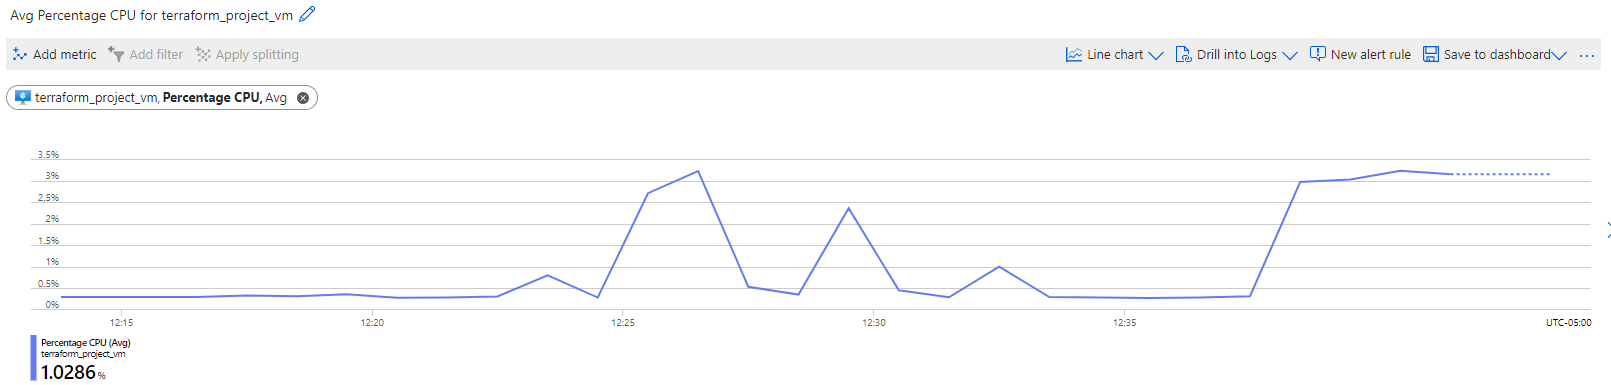 Avg Percentage CPU for terraform_project_vm
Add metric Add filter Apply splitting Line chart Drill into Logs New alert rule Save to dashboard ...
terraform_project_vm, Percentage CPU, Avg
3.5%
3%
2.5%
2%
1.5%
1%
0.5%
0%
12:15 12:20 12:25 12:30 12:35 UTC-05:00
Percentage CPU (Avg)
terraform_project_vm
1.0286 %